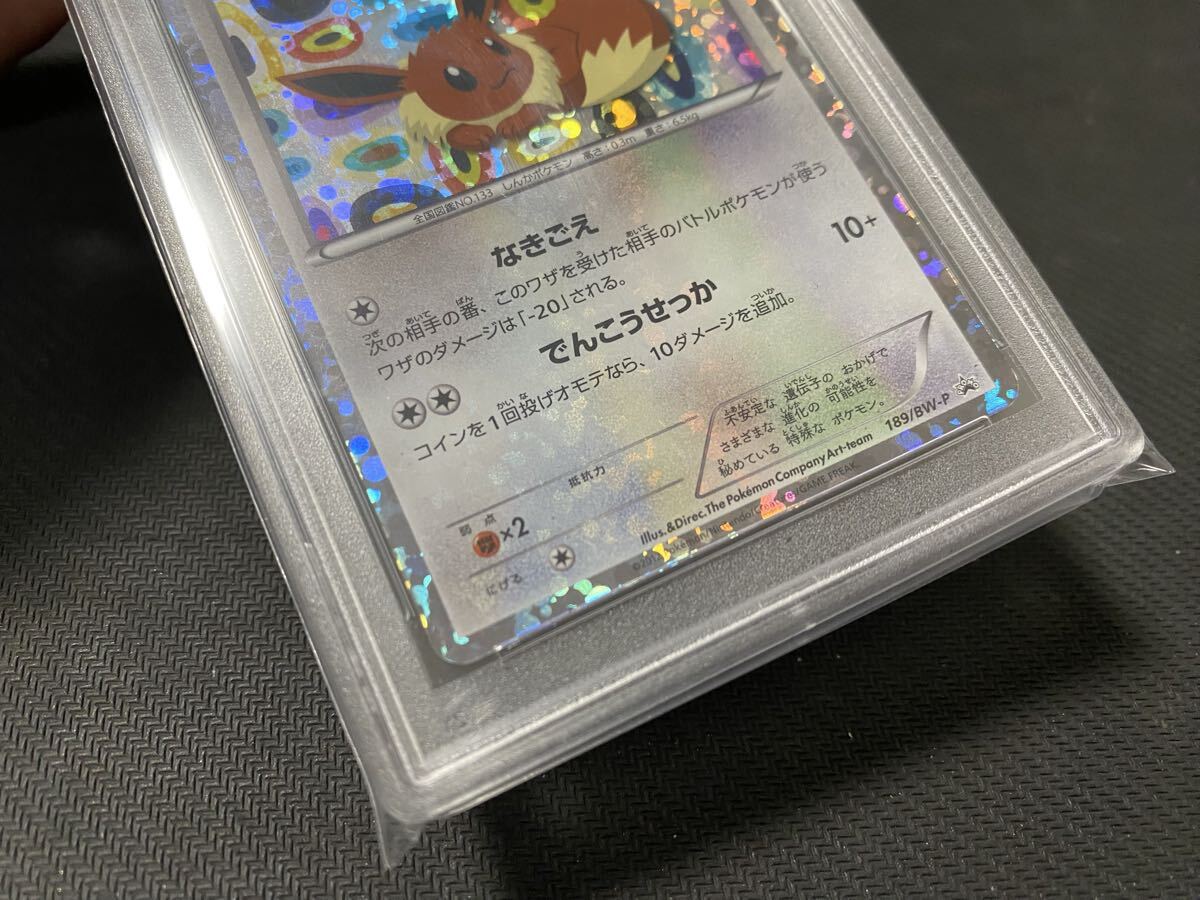 全国図鑑NO.133 しんかポケモン 高さ:0.3m 重さ:6.5kg
なきごえ
次の相手の番、このワザを受けた相手のバトルポケモンが使う
ワザのダメージは「-20」される。
でんこうせっか 10+
コインを1回投げオモテなら、10ダメージを追加。
弱点 抵抗力
×2
にげる
不安定な 遺伝子の おかげで
さまざまな 進化の 可能性を
秘めている 特殊な ポケモン。
Illus.&Direc.The Pokémon Company Art-team 189/BW-P
/GAME FREAK.